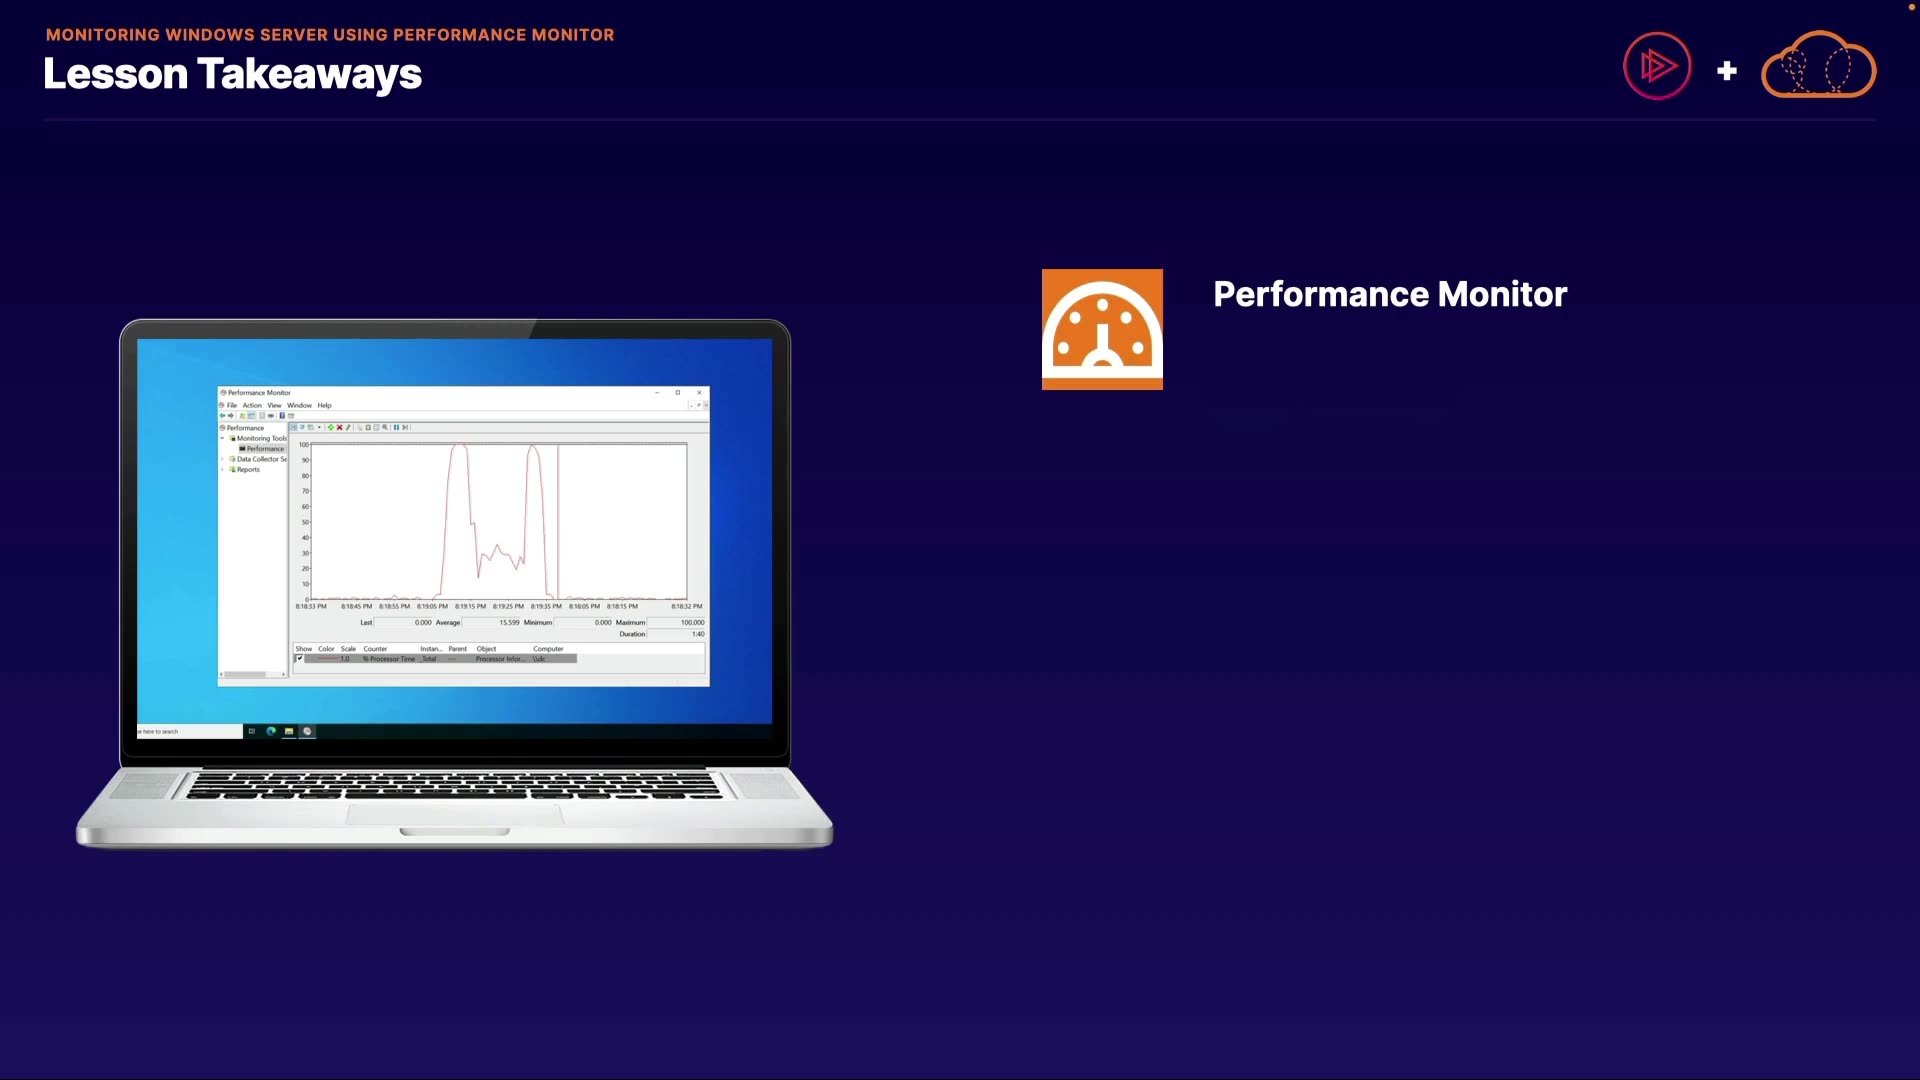 MONITORING WINDOWS SERVER USING PERFORMANCE MONITOR
Lesson Takeaways
Performance Monitor
Performance Monitor
File Action View Window Help
Performance
Monitoring Tools
Performance
Data Collector Se
Reports
100
90
80
70
60
50
40
30
20
10
0
8:18:33 PM 8:18:45 PM 8:18:55 PM 8:19:05 PM 8:19:15 PM 8:19:25 PM 8:19:35 PM 8:18:05 PM 8:18:15 PM 8:18:32 PM
Last 0.000 Average 15.599 Minimum 0.000 Maximum 100.000
Duration 1:40
Show Color Scale Counter Instan... Parent Object Computer
1.0 % Processor Time _Total --- Processor Infor... \\dc
e here to search